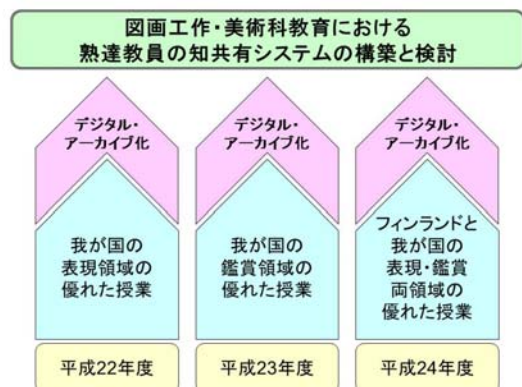 図画工作・美術科教育における
熟達教員の知共有システムの構築と検討
デジタル・
アーカイブ化
我が国の
表現領域の
優れた授業
平成22年度
デジタル・
アーカイブ化
我が国の
鑑賞領域の
優れた授業
平成23年度
デジタル・
アーカイブ化
フィンランドと
我が国の
表現・鑑賞
両領域の
優れた授業
平成24年度